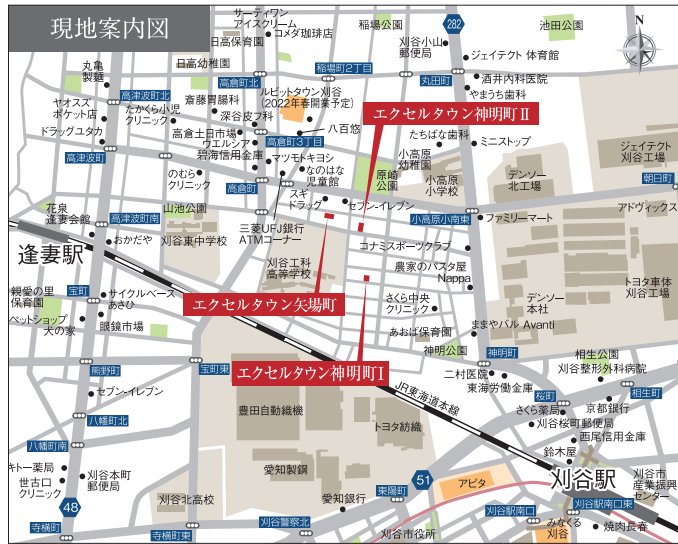 現地案内図
サーティワン
アイスクリーム
コメダ珈琲店
日高保育園
日高幼稚園
稲場公園
282
刈谷小山
郵便局
池田公園
N
ジェイテクト 体育館
丸亀
製麺
高倉町北
稲場町2丁目
丸田町
酒井内科医院
やまうち歯科
ヤオスズ
ポケット店
高津波町北
たかくら小児
クリニック
斎藤胃腸科
ルビットタウン刈谷
(2022年春開業予定)
深谷皮フ科
エクセルタウン神明町Ⅱ
ドラッグユタカ
高倉土日市場
ウエルシア
碧海信用金庫
八百悠
高倉町3丁目
たちばな歯科
ミニストップ
ジェイテクト
刈谷工場
高津波町
マツモトキヨシ
小高原
幼稚園
デンソー
北工場
のむら
クリニック
高倉町
なのはな
児童館
原崎
公園
小高原
小学校
朝日町
スギ
ドラッグ
セブン-イレブン
アドヴィックス
花泉
逢妻会館
高津波町南
山池公園
小高原小南東
ファミリーマート
おかだや
刈谷東中学校
三菱UFJ銀行
ATMコーナー
コナミスポーツクラブ
逢妻駅
刈谷工科
高等学校
農家のパスタ屋
Nappa
トヨタ車体
刈谷工場
親愛の里
保育園
宝町
サイクルベース
あさひ
エクセルタウン矢場町
さくら中央
クリニック
デンソー
本社
ペットショップ
犬の家
眼鏡市場
あおば保育園
ままやバル Avanti
神明公園
熊野町
宝町東
エクセルタウン神明町Ⅰ
神明町
相生公園
刈谷整形外科病院
二村医院
東海労働金庫
JR東海道本線
セブン-イレブン
桜町
相生町
八幡町北
豊田自動織機
さくら薬局
京都銀行
トヨタ紡織
刈谷桜町郵便局
八幡町南
西尾信用金庫
キトー薬局
刈谷本町
郵便局
愛知製鋼
鈴木屋
世古口
クリニック
51
アピタ
刈谷駅
刈谷市
産業振興
センター
48
刈谷北高校
愛知銀行
東陽町
刈谷駅南口
刈谷駅南口東
寺横町
寺横町東
刈谷警察北
刈谷市役所
みなくる
刈谷
焼肉長春